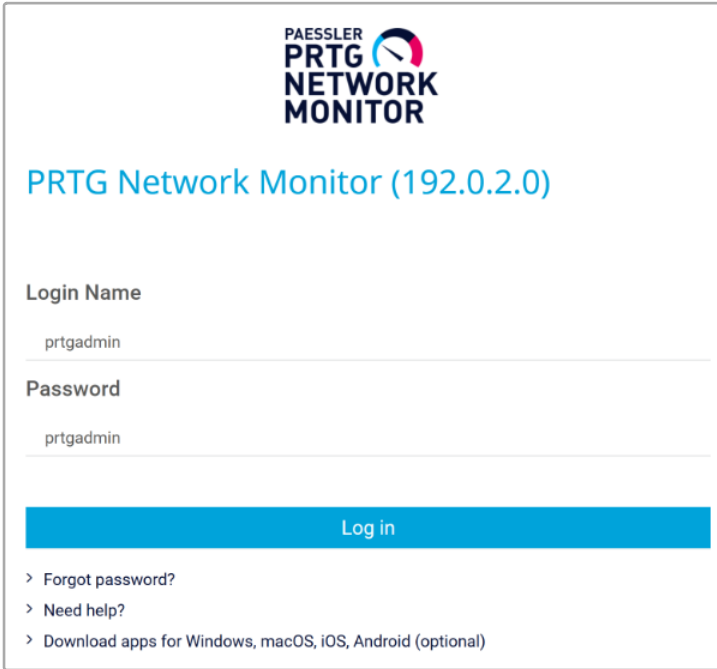 PAESSLER
PRTG
NETWORK
MONITOR
PRTG Network Monitor (192.0.2.0)
Login Name
prtgadmin
Password
prtgadmin
Log in
> Forgot password?
> Need help?
> Download apps for Windows, macOS, iOS, Android (optional)